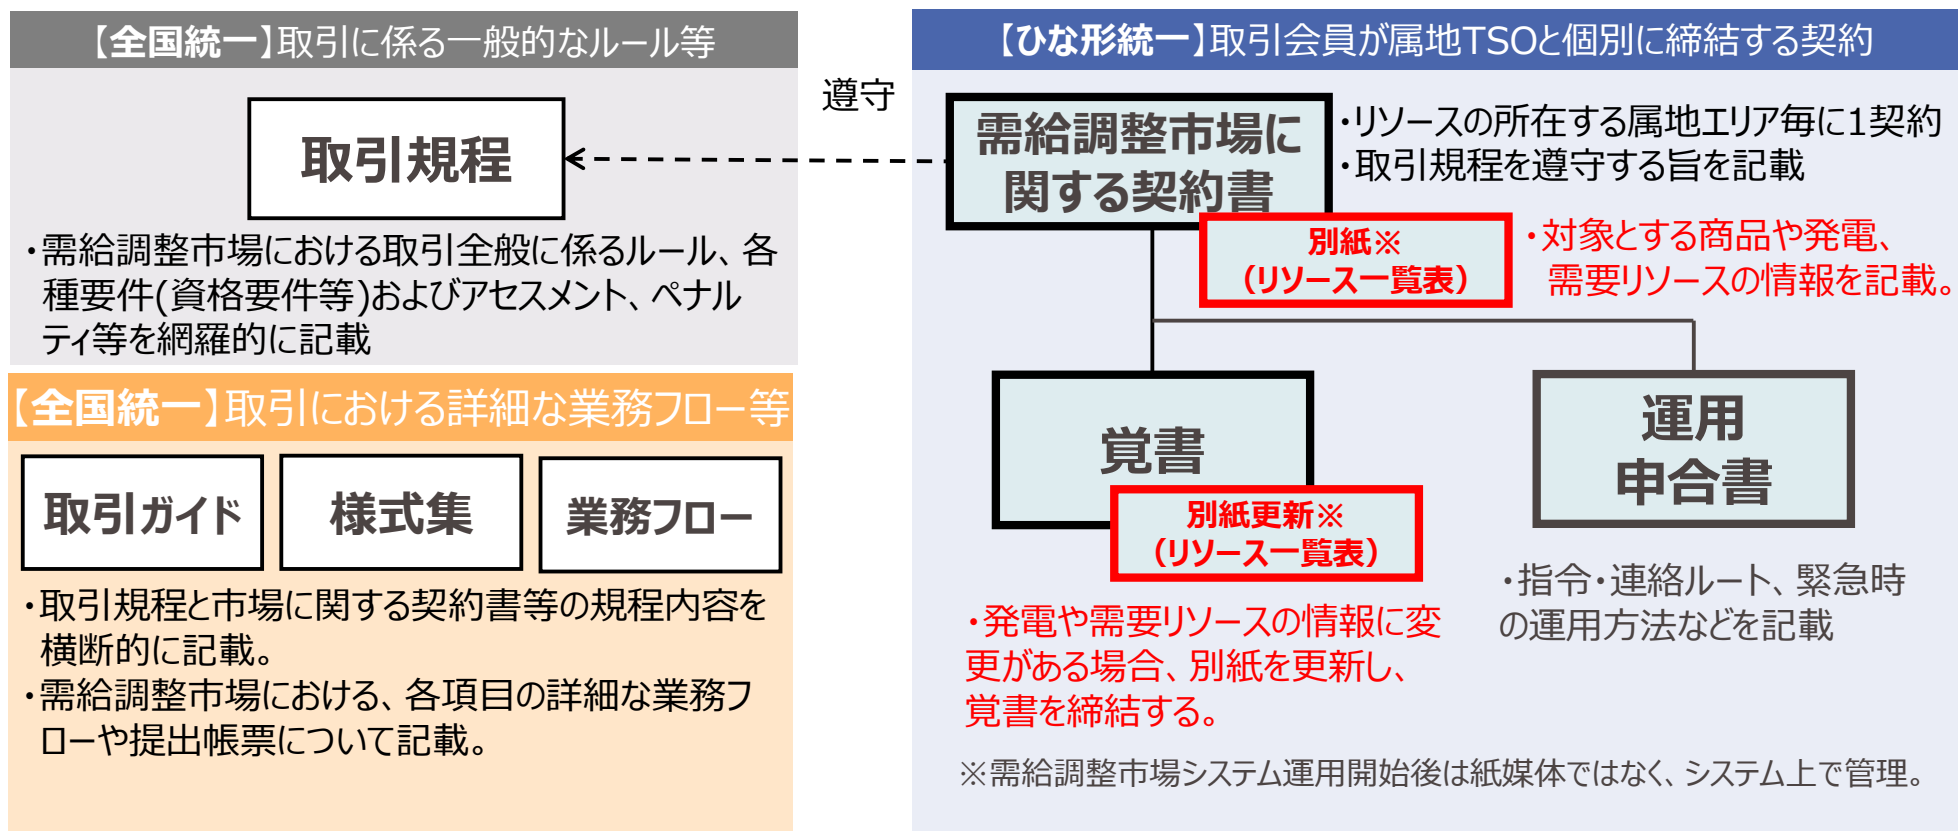 【全国統一】取引に係る一般的なルール等
取引規程
・需給調整市場における取引全般に係るルール、各
種要件(資格要件等)およびアセスメント、ペナル
ティ等を網羅的に記載
【全国統一】取引における詳細な業務フロー等
取引ガイド
様式集
業務フロー
・取引規程と市場に関する契約書等の規程内容を
横断的に記載。
・需給調整市場における、各項目の詳細な業務フ
ローや提出帳票について記載。
遵守
【ひな形統一】取引会員が属地TSOと個別に締結する契約
需給調整市場に
関する契約書
・リソースの所在する属地エリア毎に1契約
・取引規程を遵守する旨を記載
別紙※
（リソース一覧表）
・対象とする商品や発電、
需要リソースの情報を記載。
覚書
別紙更新※
（リソース一覧表）
・発電や需要リソースの情報に変
更がある場合、別紙を更新し、
覚書を締結する。
運用
申合書
・指令・連絡ルート、緊急時
の運用方法などを記載
※需給調整市場システム運用開始後は紙媒体ではなく、システム上で管理。